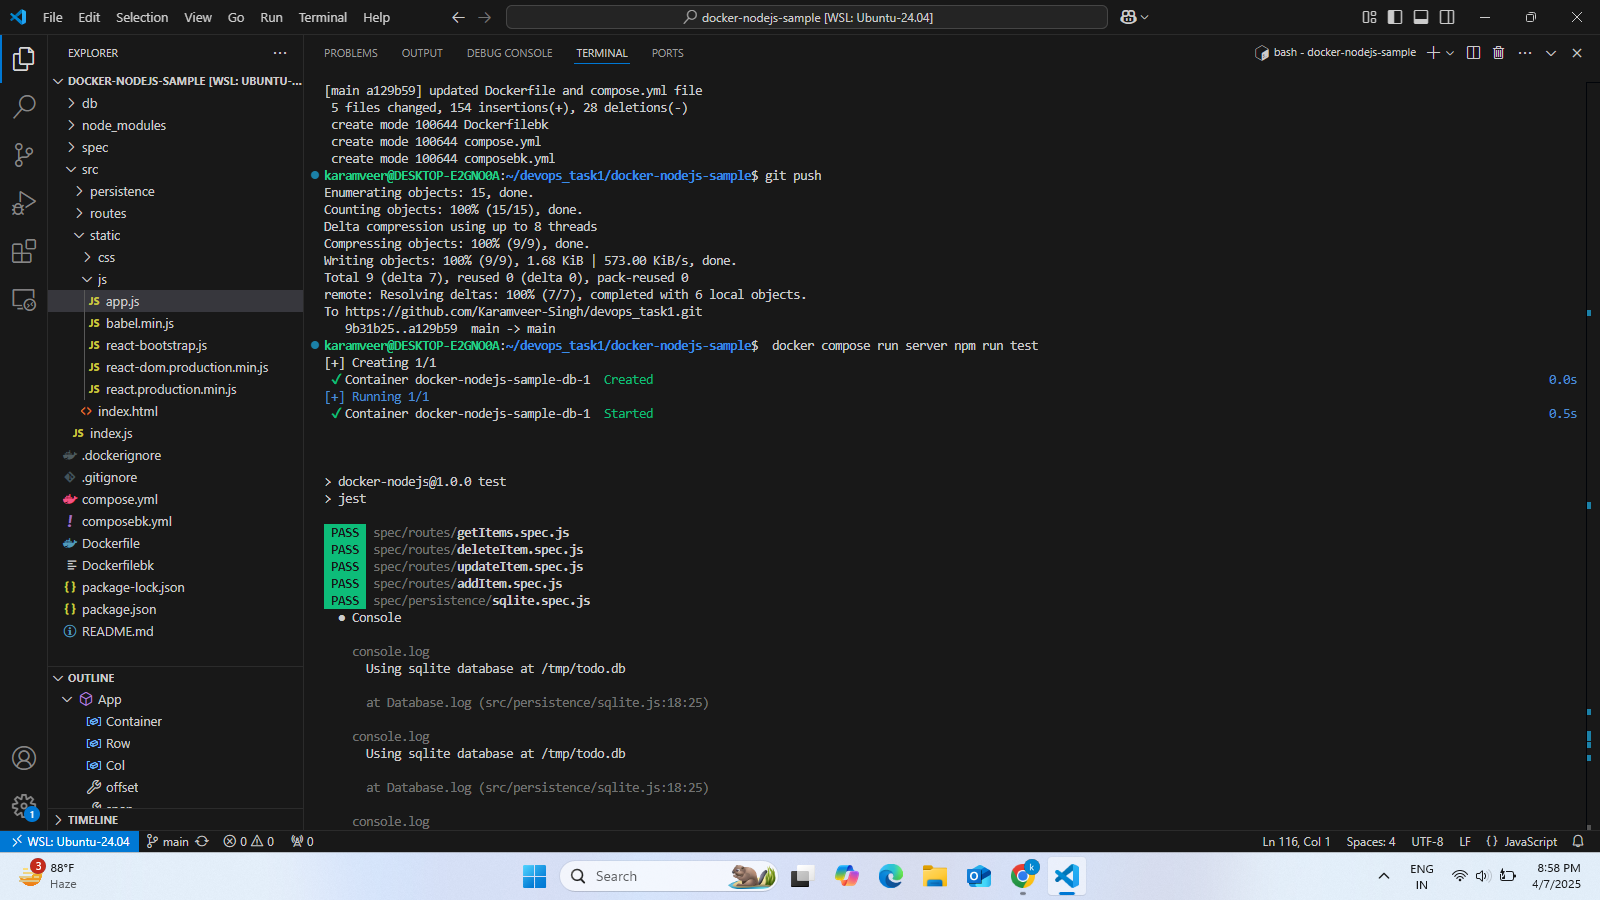 File Edit Selection View Go Run Terminal Help
docker-nodejs-sample [WSL: Ubuntu-24.04]
EXPLORER
DOCKER-NODEJS-SAMPLE [WSL: UBUNTU-...
db
node_modules
spec
src
persistence
routes
static
css
js
JS app.js
JS babel.min.js
JS react-bootstrap.js
JS react-dom.production.min.js
JS react.production.min.js
<> index.html
JS index.js
.dockerignore
.gitignore
compose.yml
! composebk.yml
Dockerfile
Dockerfilebk
{} package-lock.json
{} package.json
README.md
OUTLINE
App
Container
Row
Col
offset
TIMELINE
1
PROBLEMS OUTPUT DEBUG CONSOLE TERMINAL PORTS
bash - docker-nodejs-sample
[main a129b59] updated Dockerfile and compose.yml file
5 files changed, 154 insertions(+), 28 deletions(-)
create mode 100644 Dockerfilebk
create mode 100644 compose.yml
create mode 100644 composebk.yml
karamveer@DESKTOP-E2GNO0A:~/devops_task1/docker-nodejs-sample$ git push
Enumerating objects: 15, done.
Counting objects: 100% (15/15), done.
Delta compression using up to 8 threads
Compressing objects: 100% (9/9), done.
Writing objects: 100% (9/9), 1.68 KiB | 573.00 KiB/s, done.
Total 9 (delta 7), reused 0 (delta 0), pack-reused 0
remote: Resolving deltas: 100% (7/7), completed with 6 local objects.
To https://github.com/Karamveer-Singh/devops_task1.git
9b31b25..a129b59 main -> main
karamveer@DESKTOP-E2GNO0A:~/devops_task1/docker-nodejs-sample$ docker compose run server npm run test
[+] Creating 1/1
✓ Container docker-nodejs-sample-db-1 Created 0.0s
[+] Running 1/1
✓ Container docker-nodejs-sample-db-1 Started 0.5s
> docker-nodejs@1.0.0 test
> jest
PASS spec/routes/getItems.spec.js
PASS spec/routes/deleteItem.spec.js
PASS spec/routes/updateItem.spec.js
PASS spec/routes/addItem.spec.js
PASS spec/persistence/sqlite.spec.js
● Console
console.log
Using sqlite database at /tmp/todo.db
at Database.log (src/persistence/sqlite.js:18:25)
console.log
Using sqlite database at /tmp/todo.db
at Database.log (src/persistence/sqlite.js:18:25)
console.log
WSL: Ubuntu-24.04 main 0 0 0
Ln 116, Col 1 Spaces: 4 UTF-8 LF {} JavaScript
3
88°F
Haze
Search
k
ENG
IN
8:58 PM
4/7/2025